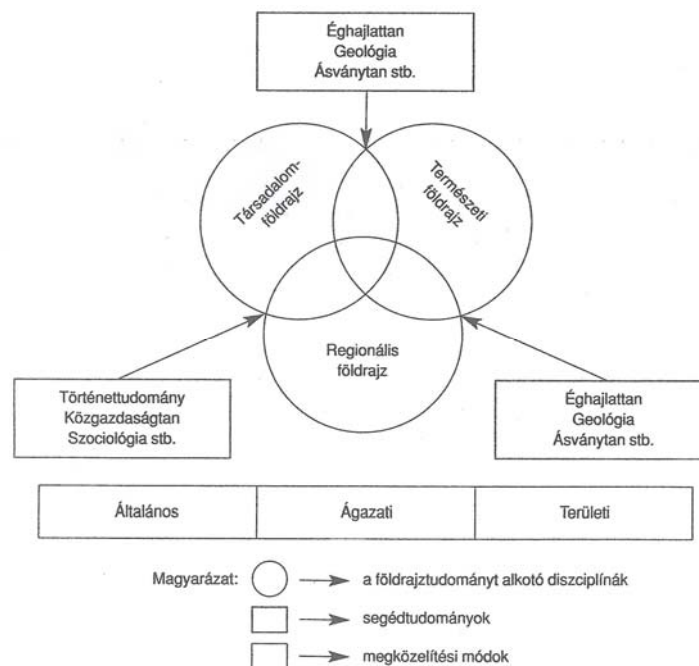 Éghajlattan
Geológia
Ásványtan stb.
Társadalom-
földrajz
Természeti
földrajz
Regionális
földrajz
Történettudomány
Közgazdaságtan
Szociológia stb.
Éghajlattan
Geológia
Ásványtan stb.
Általános
Ágazati
Területi
Magyarázat:
a földrajztudományt alkotó diszciplínák
segédtudományok
megközelítési módok